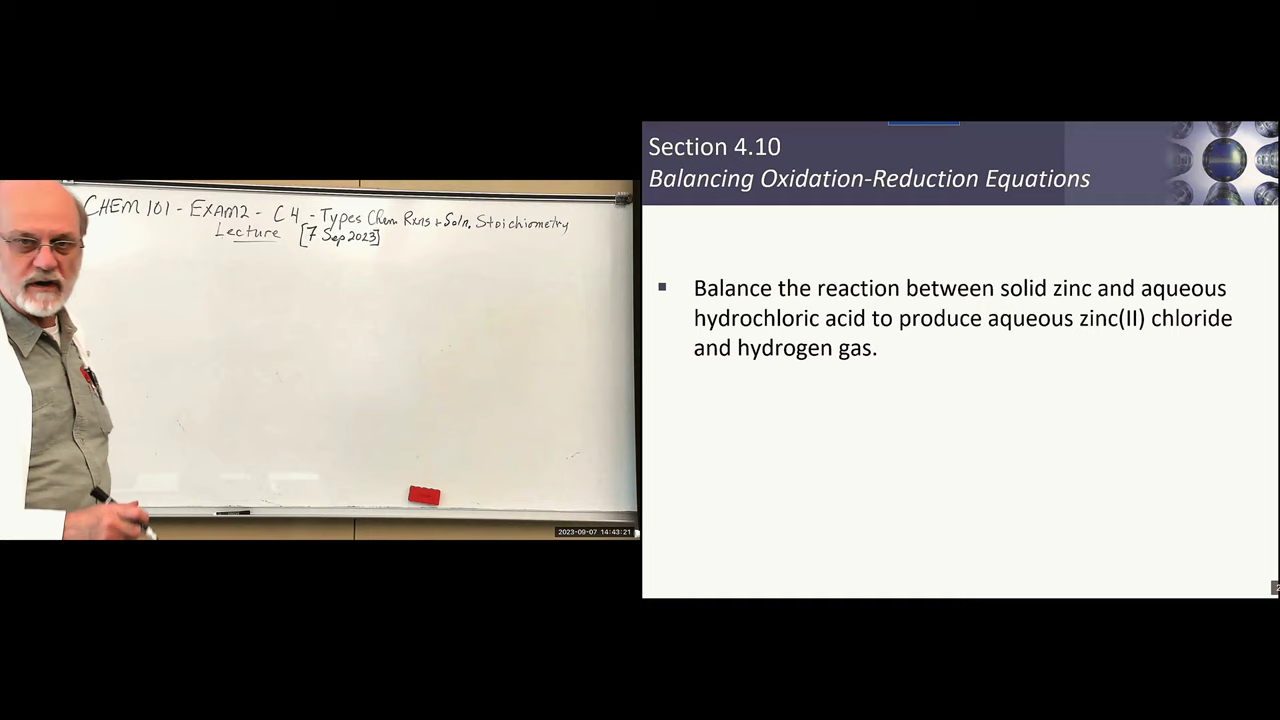 CHEM 101 - EXAM2 - C 4 - Types Chem Rxns + Soln. Stoichiometry
Lecture [7 Sep 2023]
2023-09-07 14:43:21
Section 4.10
Balancing Oxidation-Reduction Equations
▪ Balance the reaction between solid zinc and aqueous
hydrochloric acid to produce aqueous zinc(II) chloride
and hydrogen gas.